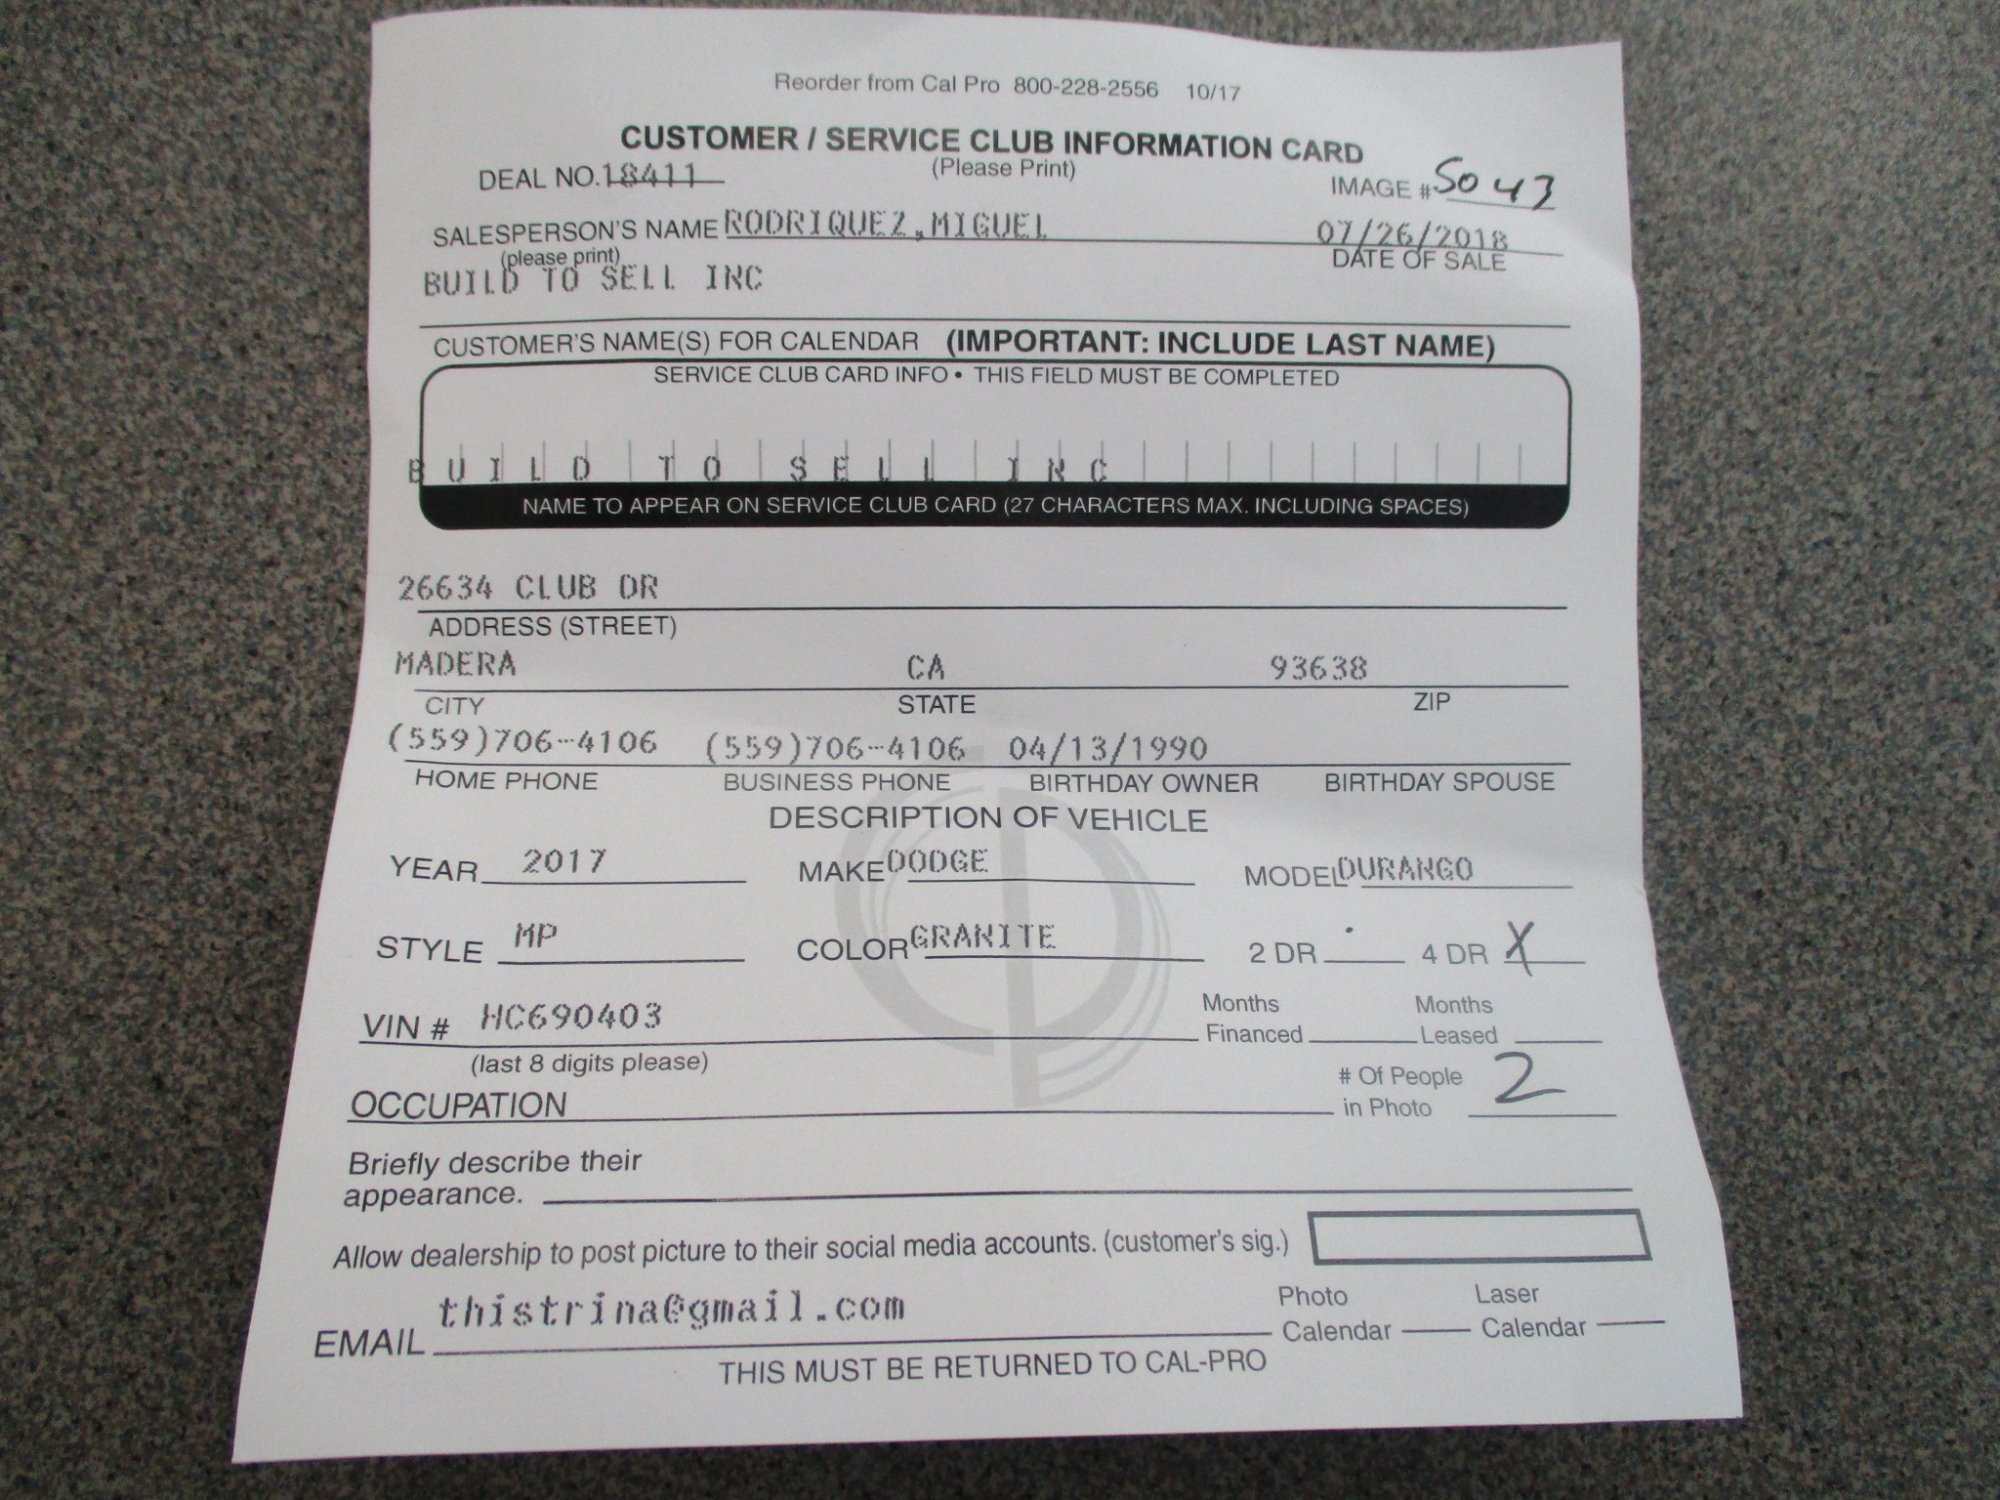 Reorder from Cal Pro 800-228-2556 10/17
CUSTOMER / SERVICE CLUB INFORMATION CARD
DEAL NO. 18411 (Please Print) IMAGE # 5043
SALESPERSON'S NAME RODRIQUEZ,MIGUEL 07/26/2018
(please print) DATE OF SALE
BUILD TO SELL INC
CUSTOMER'S NAME(S) FOR CALENDAR (IMPORTANT: INCLUDE LAST NAME)
SERVICE CLUB CARD INFO • THIS FIELD MUST BE COMPLETED
BUILD TO SELL INC
NAME TO APPEAR ON SERVICE CLUB CARD (27 CHARACTERS MAX. INCLUDING SPACES)
26634 CLUB DR
ADDRESS (STREET)
MADERA CA 93638
CITY STATE ZIP
(559)706-4106 (559)706-4106 04/13/1990
HOME PHONE BUSINESS PHONE BIRTHDAY OWNER BIRTHDAY SPOUSE
DESCRIPTION OF VEHICLE
YEAR 2017 MAKE DODGE MODEL DURANGO
STYLE MP COLOR GRANITE 2 DR 4 DR X
VIN # HC690403 Months Financed Months Leased
(last 8 digits please)
OCCUPATION # Of People in Photo 2
Briefly describe their
appearance.
Allow dealership to post picture to their social media accounts. (customer's sig.)
EMAIL thistrina@gmail.com Photo Calendar Laser Calendar
THIS MUST BE RETURNED TO CAL-PRO